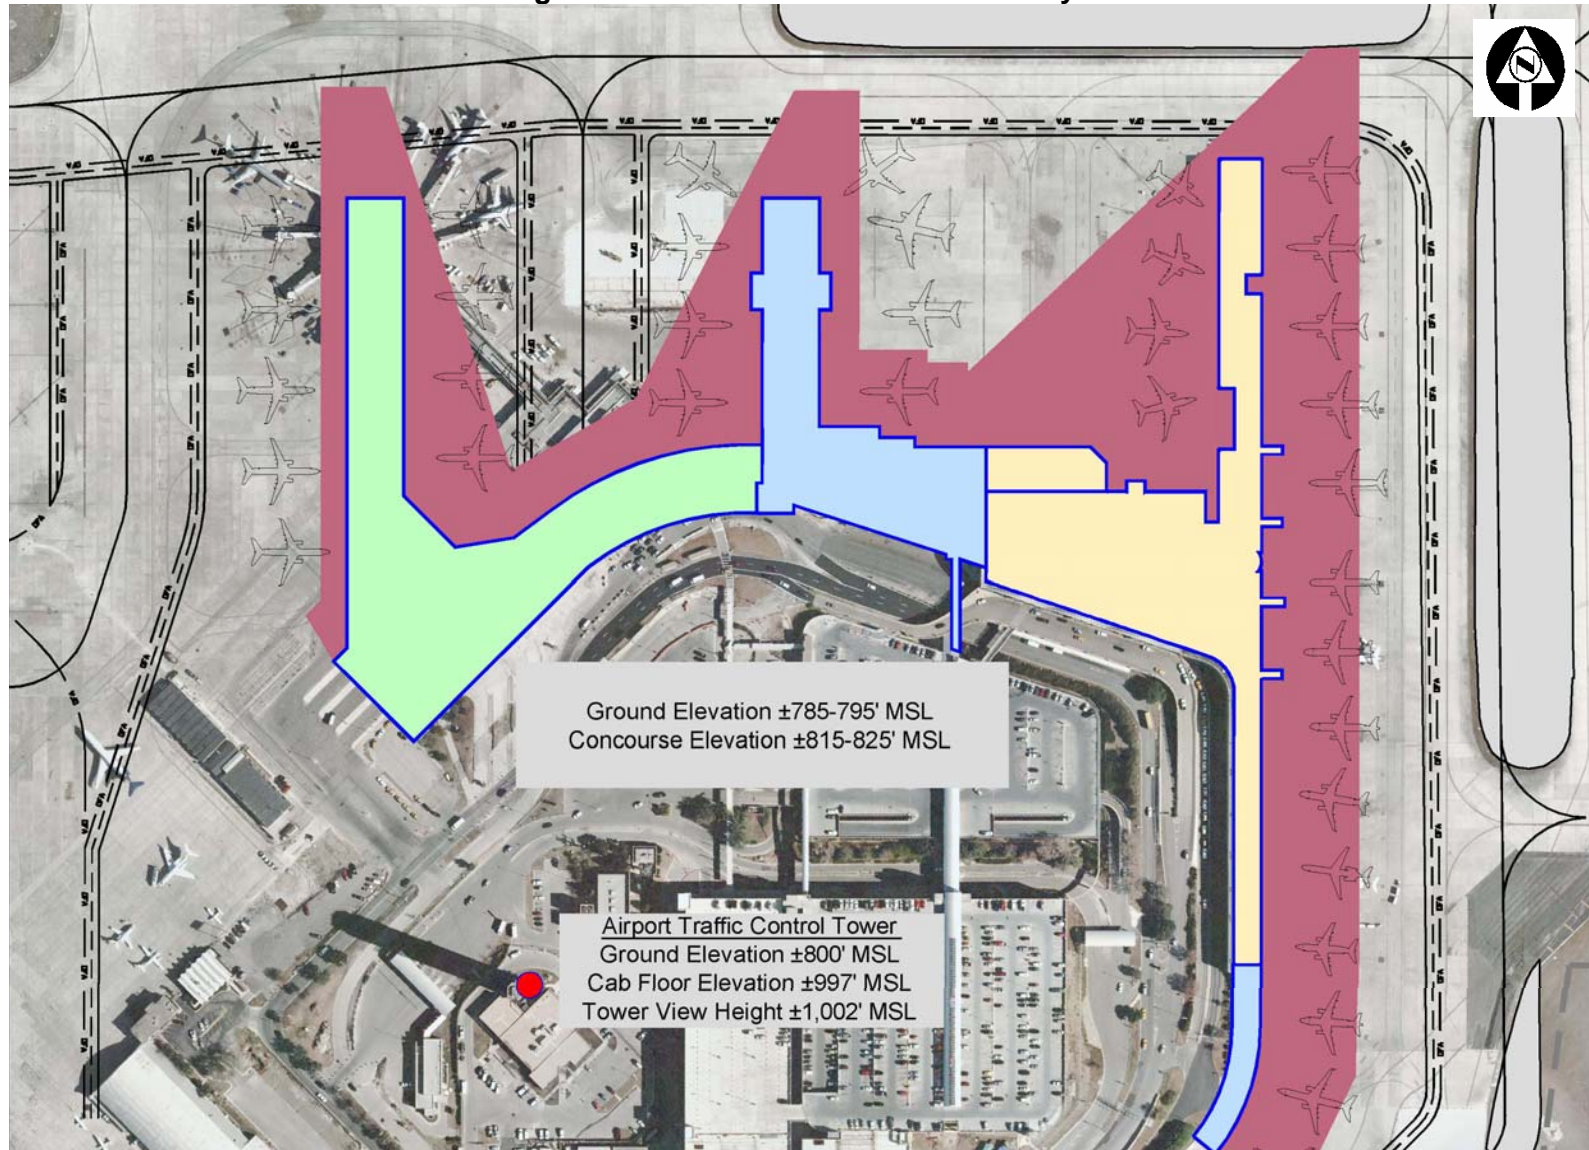 N
Ground Elevation ±785-795' MSL
Concourse Elevation ±815-825' MSL
Airport Traffic Control Tower
Ground Elevation ±800' MSL
Cab Floor Elevation ±997' MSL
Tower View Height ±1,002' MSL